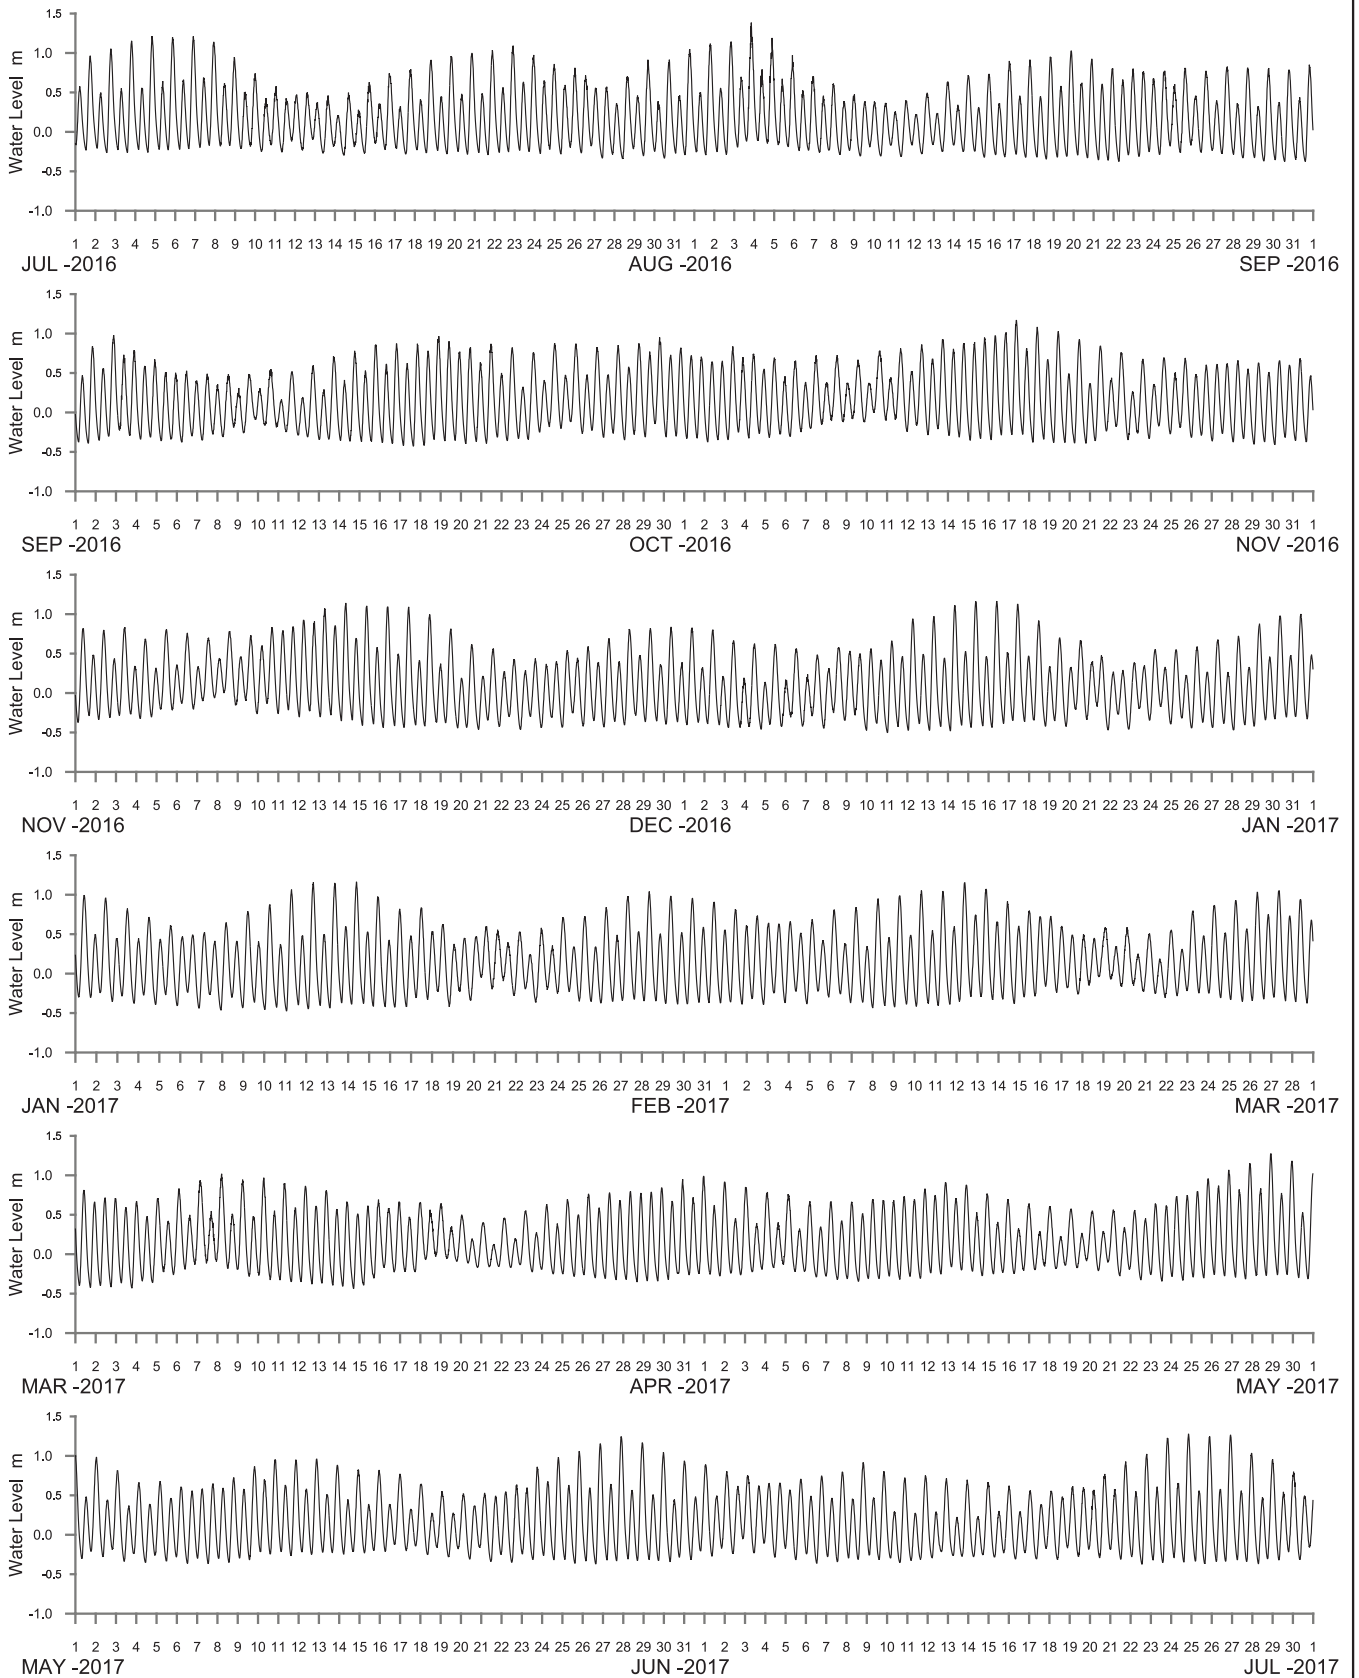 1.5
1.0
0.5
0.0
-0.5
-1.0
Water Level m
1 2 3 4 5 6 7 8 9 10 11 12 13 14 15 16 17 18 19 20 21 22 23 24 25 26 27 28 29 30 31 1 2 3 4 5 6 7 8 9 10 11 12 13 14 15 16 17 18 19 20 21 22 23 24 25 26 27 28 29 30 31 1
JUL -2016 AUG -2016 SEP -2016
1.5
1.0
0.5
0.0
-0.5
-1.0
Water Level m
1 2 3 4 5 6 7 8 9 10 11 12 13 14 15 16 17 18 19 20 21 22 23 24 25 26 27 28 29 30 1 2 3 4 5 6 7 8 9 10 11 12 13 14 15 16 17 18 19 20 21 22 23 24 25 26 27 28 29 30 31 1
SEP -2016 OCT -2016 NOV -2016
1.5
1.0
0.5
0.0
-0.5
-1.0
Water Level m
1 2 3 4 5 6 7 8 9 10 11 12 13 14 15 16 17 18 19 20 21 22 23 24 25 26 27 28 29 30 1 2 3 4 5 6 7 8 9 10 11 12 13 14 15 16 17 18 19 20 21 22 23 24 25 26 27 28 29 30 31 1
NOV -2016 DEC -2016 JAN -2017
1.5
1.0
0.5
0.0
-0.5
-1.0
Water Level m
1 2 3 4 5 6 7 8 9 10 11 12 13 14 15 16 17 18 19 20 21 22 23 24 25 26 27 28 29 30 31 1 2 3 4 5 6 7 8 9 10 11 12 13 14 15 16 17 18 19 20 21 22 23 24 25 26 27 28 1
JAN -2017 FEB -2017 MAR -2017
1.5
1.0
0.5
0.0
-0.5
-1.0
Water Level m
1 2 3 4 5 6 7 8 9 10 11 12 13 14 15 16 17 18 19 20 21 22 23 24 25 26 27 28 29 30 31 1 2 3 4 5 6 7 8 9 10 11 12 13 14 15 16 17 18 19 20 21 22 23 24 25 26 27 28 29 30 1
MAR -2017 APR -2017 MAY -2017
1.5
1.0
0.5
0.0
-0.5
-1.0
Water Level m
1 2 3 4 5 6 7 8 9 10 11 12 13 14 15 16 17 18 19 20 21 22 23 24 25 26 27 28 29 30 31 1 2 3 4 5 6 7 8 9 10 11 12 13 14 15 16 17 18 19 20 21 22 23 24 25 26 27 28 29 30 1
MAY -2017 JUN -2017 JUL -2017